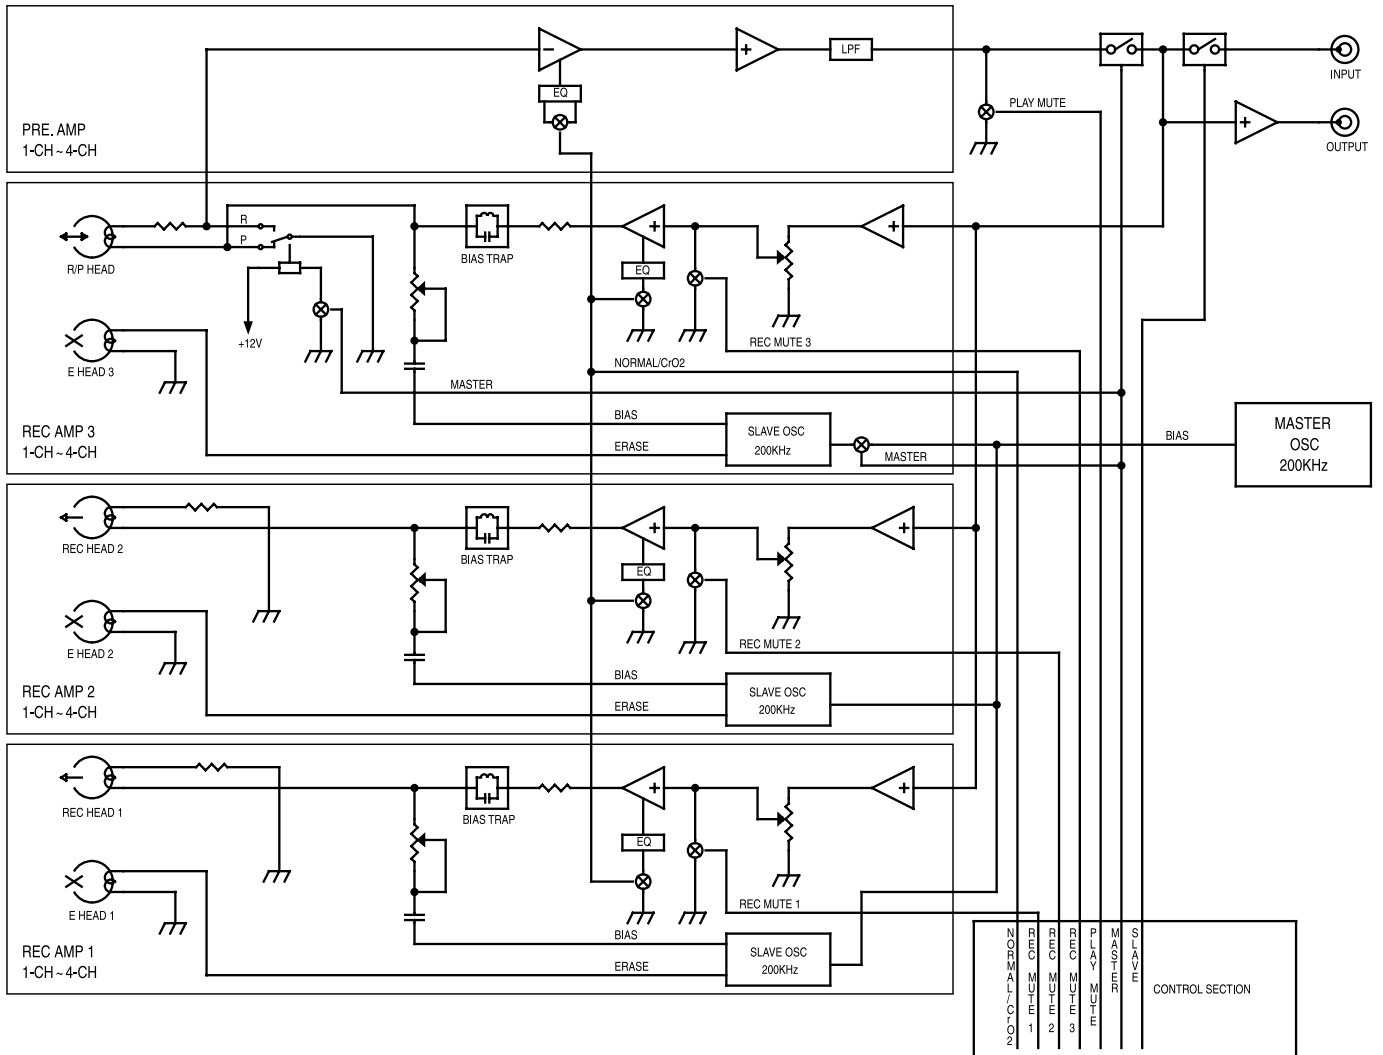 LPF
INPUT
EQ
PLAY MUTE
PRE. AMP
1-CH ~ 4-CH
OUTPUT
R
P
R/P HEAD
BIAS TRAP
EQ
+12V
REC MUTE 3
E HEAD 3
NORMAL/CrO2
MASTER
BIAS
REC AMP 3
1-CH ~ 4-CH
SLAVE OSC
200KHz
ERASE
MASTER
BIAS
MASTER
OSC
200KHz
REC HEAD 2
BIAS TRAP
EQ
E HEAD 2
REC MUTE 2
BIAS
REC AMP 2
1-CH ~ 4-CH
SLAVE OSC
200KHz
ERASE
REC HEAD 1
BIAS TRAP
EQ
E HEAD 1
REC MUTE 1
BIAS
REC AMP 1
1-CH ~ 4-CH
SLAVE OSC
200KHz
ERASE
NORMAL/CrO2
REC MUTE 1
REC MUTE 2
REC MUTE 3
PLAY MUTE
MASTER
SLAVE
CONTROL SECTION